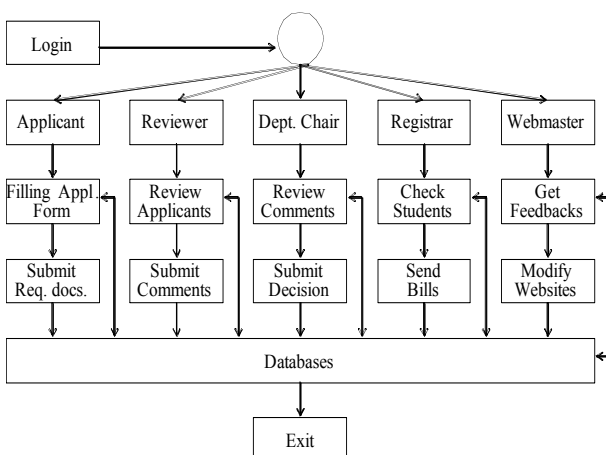 Login
Applicant
Reviewer
Dept. Chair
Registrar
Webmaster
Filling Appl.
Form
Review
Applicants
Review
Comments
Check
Students
Get
Feedbacks
Submit
Req. docs.
Submit
Comments
Submit
Decision
Send
Bills
Modify
Websites
Databases
Exit